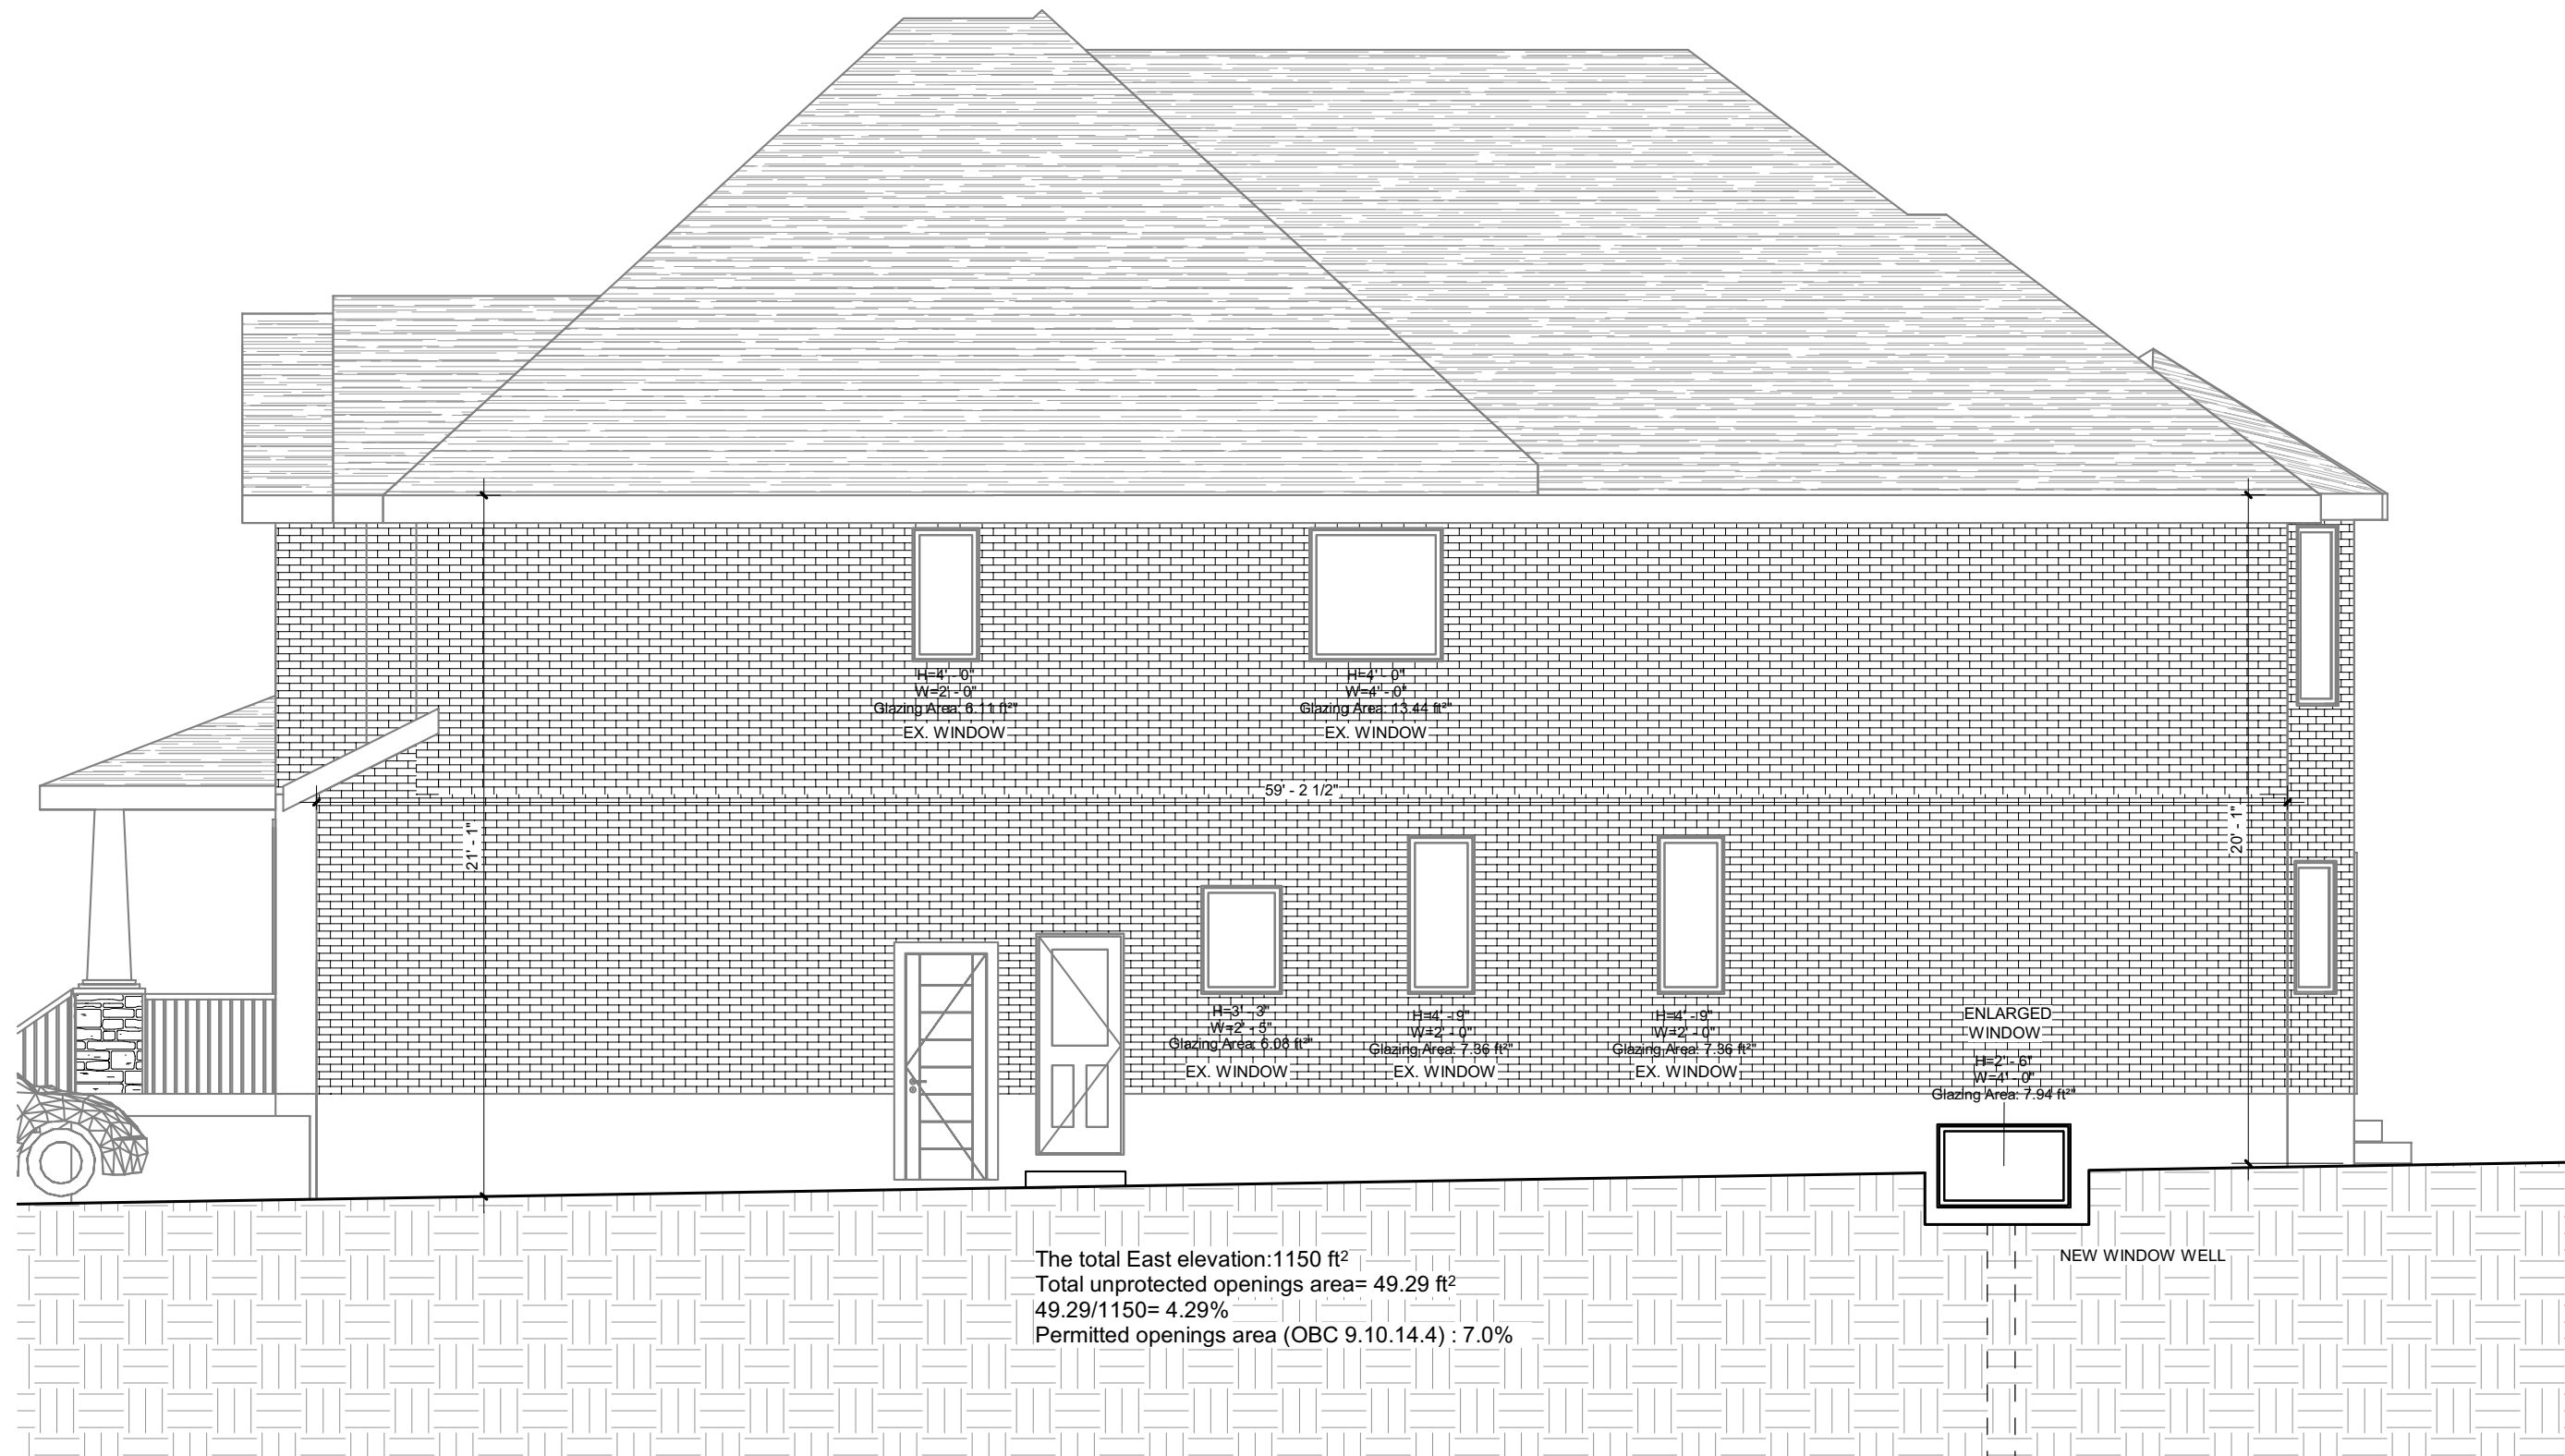 H=4' - 0"
W=2' - 0"
Glazing Area: 6.11 ft²"
EX. WINDOW
H=4' - 0"
W=4' - 0"
Glazing Area: 13.44 ft²"
EX. WINDOW
59' - 2 1/2"
21' - 1"
20' - 1"
H=3' - 3"
W=2' - 5"
Glazing Area: 6.08 ft²"
EX. WINDOW
H=4' - 9"
W=2' - 0"
Glazing Area: 7.36 ft²"
EX. WINDOW
H=4' - 9"
W=2' - 0"
Glazing Area: 7.36 ft²"
EX. WINDOW
ENLARGED
WINDOW
H=2' - 6"
W=4' - 0"
Glazing Area: 7.94 ft²"
NEW WINDOW WELL
The total East elevation:1150 ft²
Total unprotected openings area= 49.29 ft²
49.29/1150= 4.29%
Permitted openings area (OBC 9.10.14.4) : 7.0%